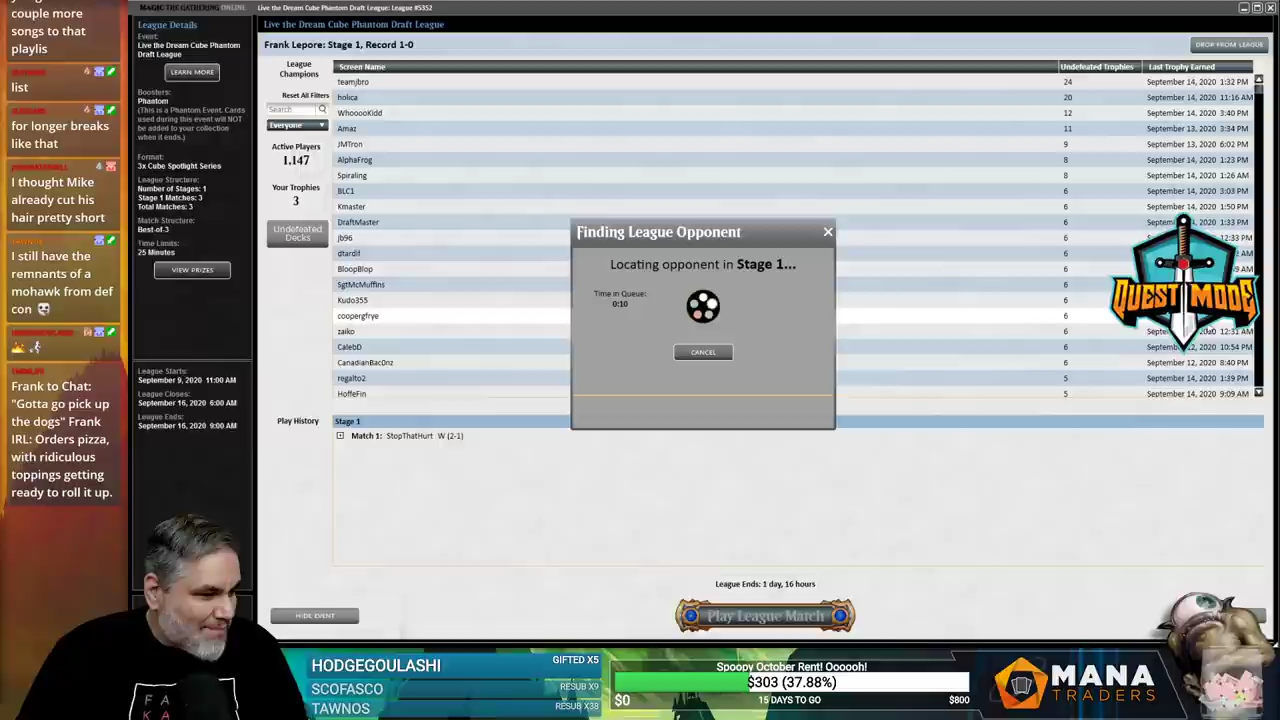 couple more
songs to that
playlis
list
for longer breaks
like that
I thought Mike
already cut his
hair pretty short
I still have the
remnants of a
mohawk from def
con
Frank to Chat:
"Gotta go pick up
the dogs" Frank
IRL: Orders pizza,
with ridiculous
toppings getting
ready to roll it up.
MAGIC THE GATHERING ONLINE
Live the Dream Cube Phantom Draft League: League #5352
League Details
Event:
Live the Dream Cube Phantom
Draft League
LEARN MORE
Boosters:
Phantom
(This is a Phantom Event. Cards
used during this event will NOT
be added to your collection
when it ends.)
Format:
3x Cube Spotlight Series
League Structure:
Number of Stages: 1
Stage 1 Matches: 3
Total Matches: 3
Match Structure:
Best-of-3
Time Limits:
25 Minutes
VIEW PRIZES
League Starts:
September 9, 2020 11:00 AM
League Closes:
September 16, 2020 6:00 AM
League Ends:
September 16, 2020 9:00 AM
Live the Dream Cube Phantom Draft League
Frank Lepore: Stage 1, Record 1-0
DROP FROM LEAGUE
League
Champions
Reset All Filters
Search
Everyone
Active Players
1,147
Your Trophies
3
Undefeated
Decks
Screen Name Undefeated Trophies Last Trophy Earned
teamjbro 24 September 14, 2020 1:32 PM
holica 20 September 14, 2020 11:16 AM
WhooooKidd 12 September 14, 2020 3:40 PM
Amaz 11 September 13, 2020 3:34 PM
JMTron 9 September 13, 2020 6:02 PM
AlphaFrog 8 September 14, 2020 1:23 PM
Spiraling 8 September 14, 2020 1:26 AM
BLC1 6 September 14, 2020 3:03 PM
Kmaster 6 September 14, 2020 1:50 PM
DraftMaster 6 1:33 PM
jb96 6 12:33 PM
dtardif 6 AM
BloopBlop 6
SgtMcMuffins 6
Kudo355 6
coopergfrye 6
zaiko 6 12:31 AM
CalebD 6 12, 2020 10:54 PM
CanadianBac0nz 6 September 12, 2020 8:40 PM
regalto2 5 September 14, 2020 1:39 PM
HoffeFin 5 September 14, 2020 9:09 AM
Finding League Opponent
Locating opponent in Stage 1...
Time in Queue:
0:10
CANCEL
QUEST MODE
Play History
Stage 1
Match 1: StopThatHurt W (2-1)
League Ends: 1 day, 16 hours
HIDE EVENT
Play League Match
F A
K A
HODGEGOULASHI GIFTED X5
SCOFASCO RESUB X9
TAWNOS RESUB X38
Spoopy October Rent! Oooooh!
$303 (37.88%)
$0 15 DAYS TO GO $800
MANA
TRADERS